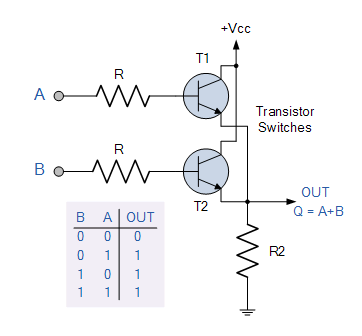 +Vcc
T1
R
A
Transistor
Switches
R
B
T2
OUT
Q = A+B
B A OUT
0 0 0
0 1 1
1 0 1
1 1 1
R2